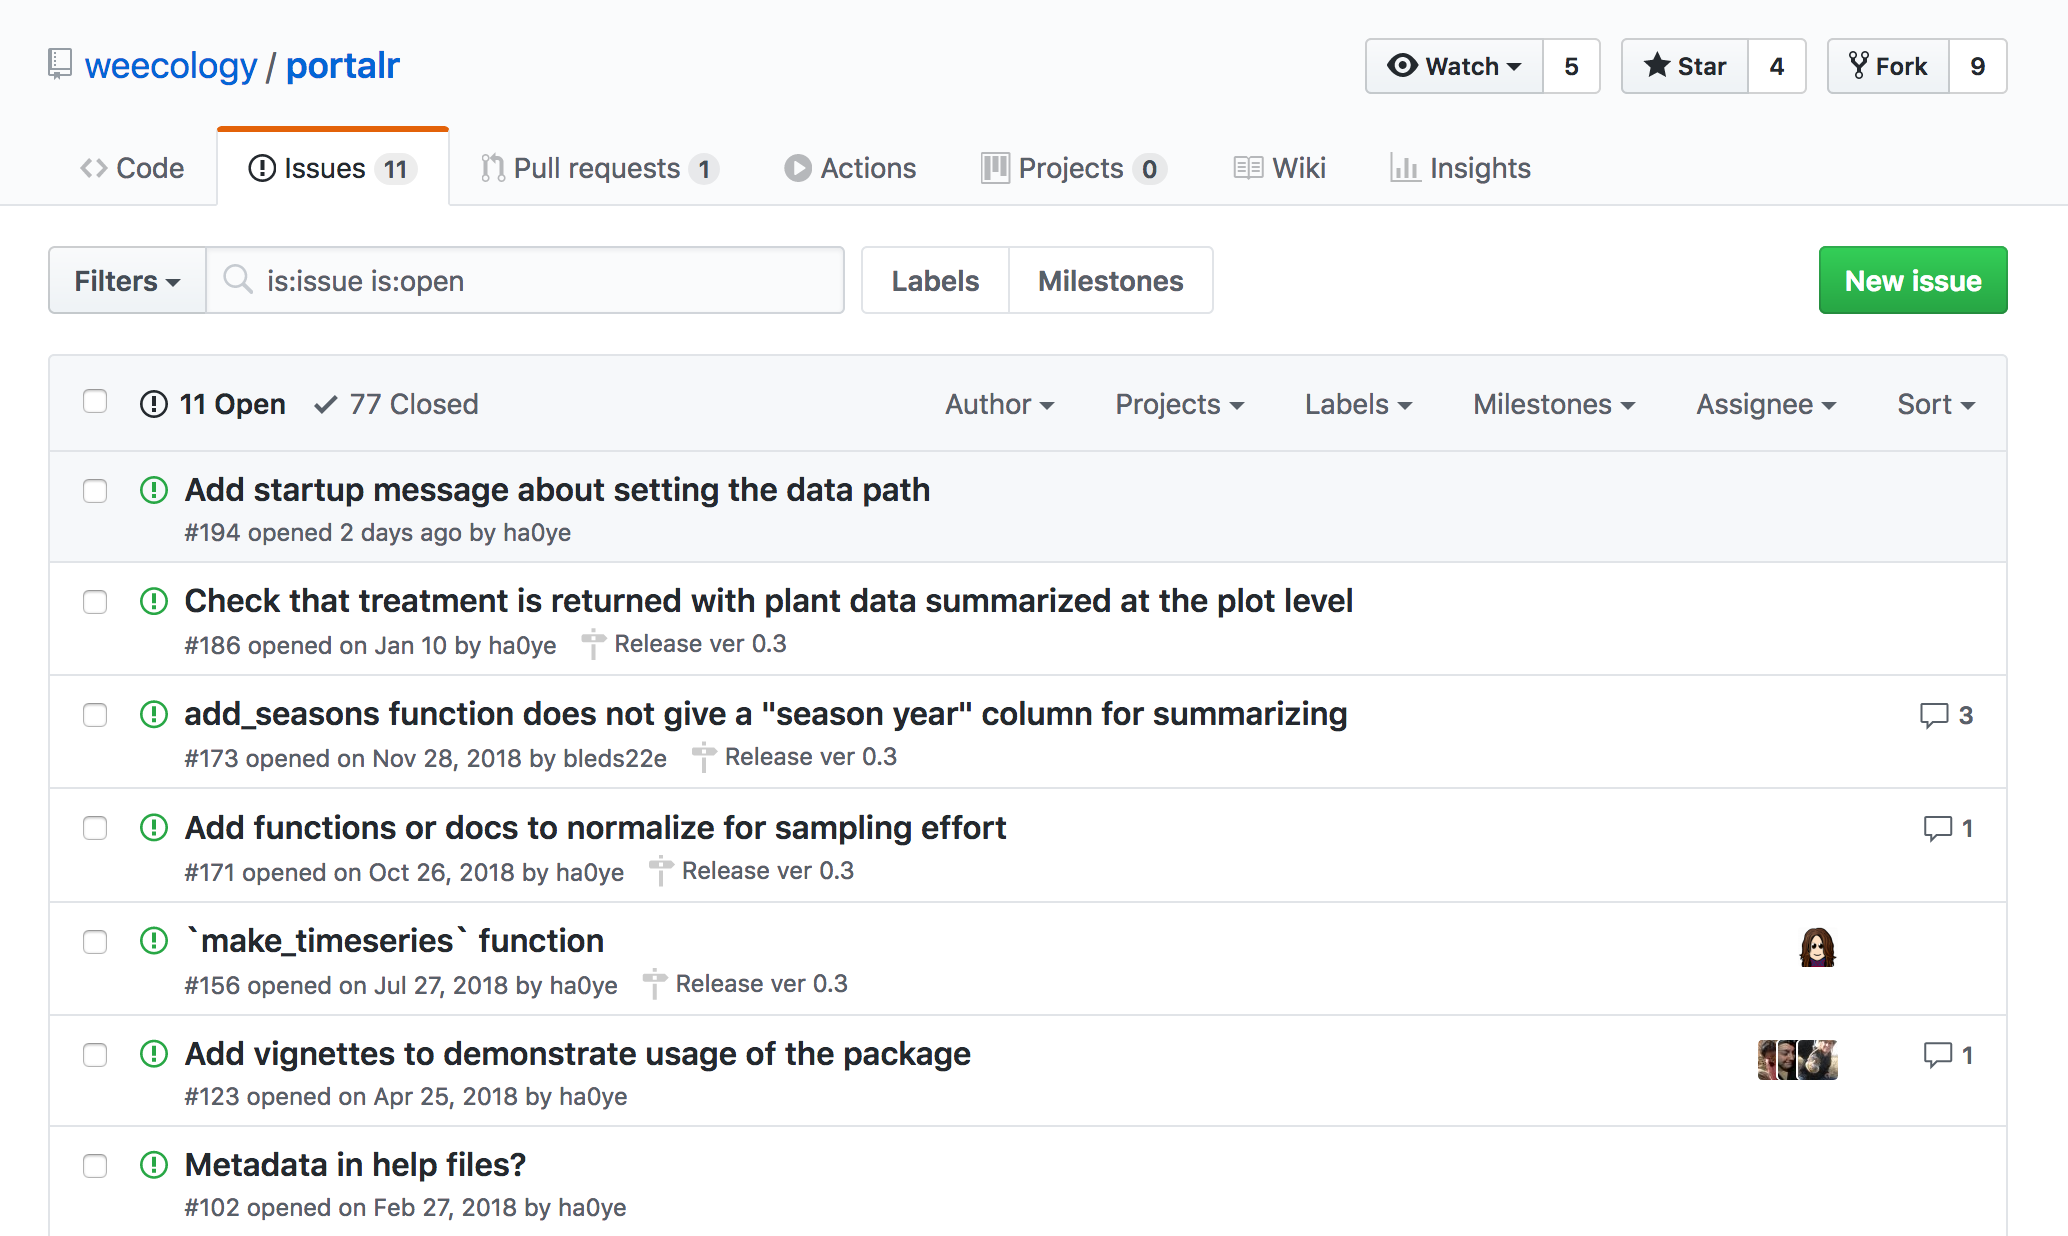 weecology / portalr
Watch 5 Star 4 Fork 9
Code Issues 11 Pull requests 1 Actions Projects 0 Wiki Insights
Filters is:issue is:open Labels Milestones New issue
11 Open 77 Closed Author Projects Labels Milestones Assignee Sort
Add startup message about setting the data path
#194 opened 2 days ago by ha0ye
Check that treatment is returned with plant data summarized at the plot level
#186 opened on Jan 10 by ha0ye Release ver 0.3
add_seasons function does not give a "season year" column for summarizing 3
#173 opened on Nov 28, 2018 by bleds22e Release ver 0.3
Add functions or docs to normalize for sampling effort 1
#171 opened on Oct 26, 2018 by ha0ye Release ver 0.3
`make_timeseries` function
#156 opened on Jul 27, 2018 by ha0ye Release ver 0.3
Add vignettes to demonstrate usage of the package 1
#123 opened on Apr 25, 2018 by ha0ye
Metadata in help files?
#102 opened on Feb 27, 2018 by ha0ye